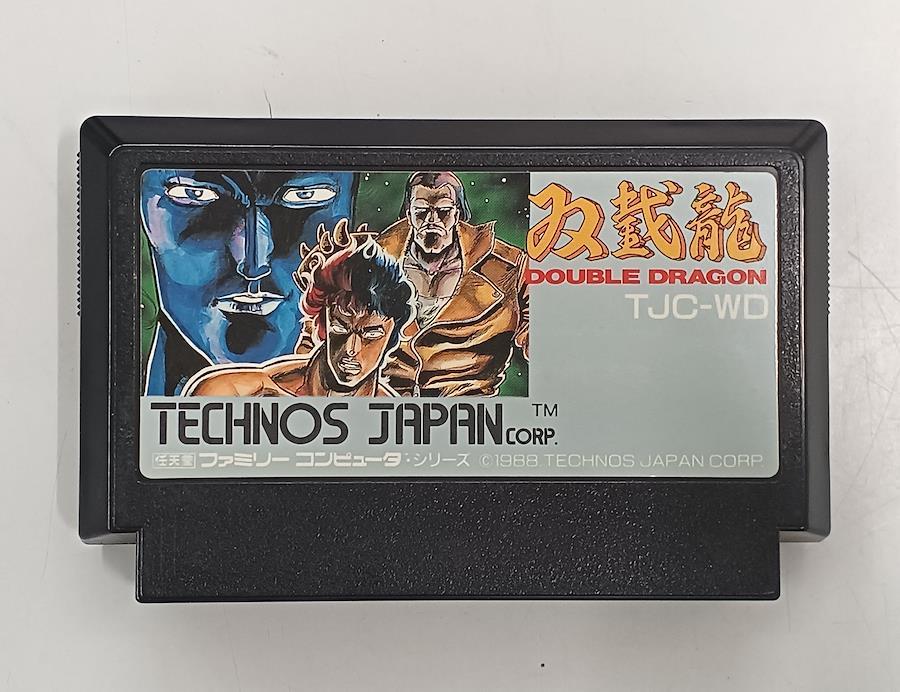 双截龍
DOUBLE DRAGON
TJC-WD
TECHNOS JAPAN CORP. ™
任天堂 ファミリー コンピュータ・シリーズ ©1988 TECHNOS JAPAN CORP